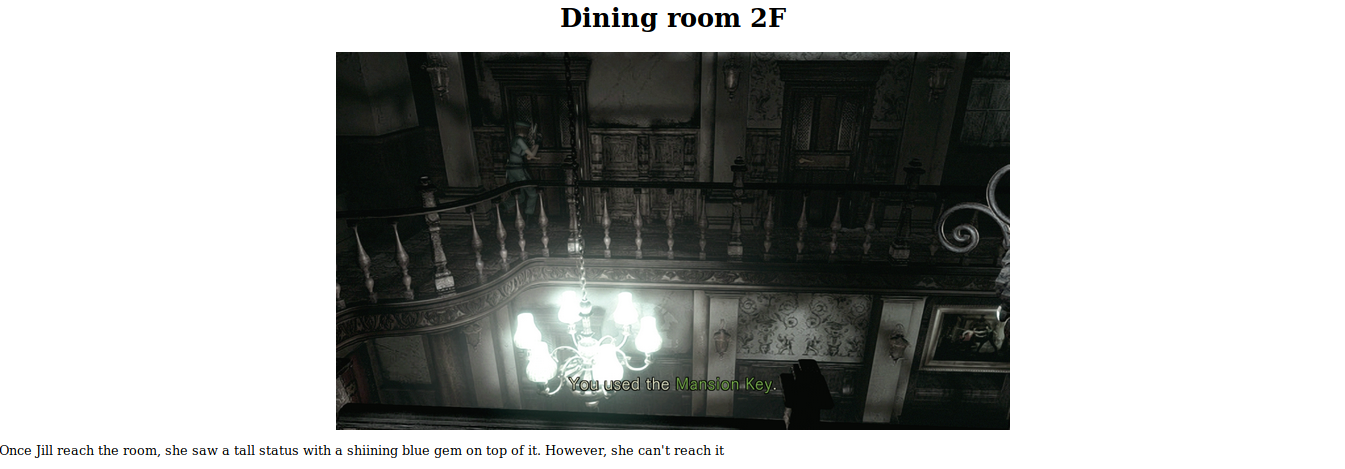 Dining room 2F
You used the Mansion Key.
Once Jill reach the room, she saw a tall status with a shiining blue gem on top of it. However, she can't reach it